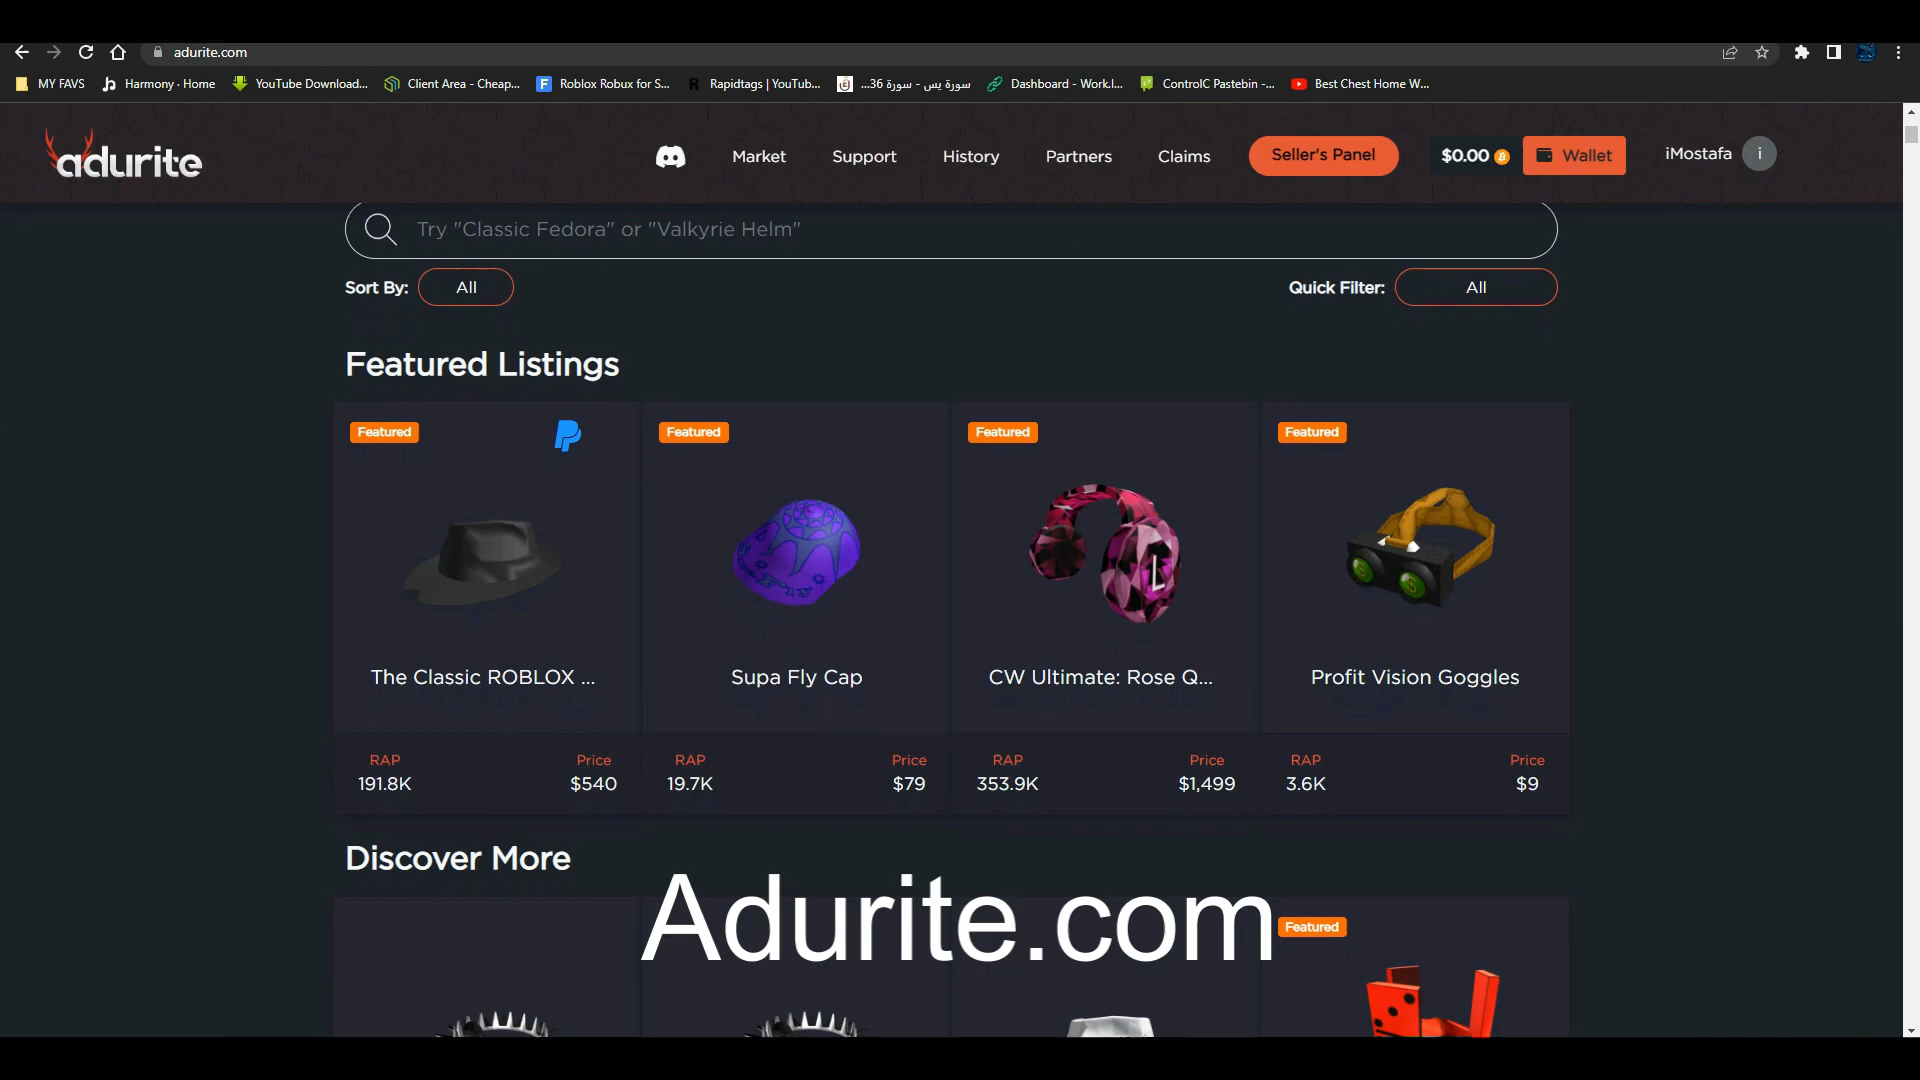 adurite.com
MY FAVS
Harmony · Home
YouTube Download...
Client Area - Cheap...
Roblox Robux for S...
Rapidtags | YouTub...
سورة يس - سورة 36...
Dashboard - Work.I...
ControlC Pastebin -...
Best Chest Home W...
adurite
Market
Support
History
Partners
Claims
Seller's Panel
$0.00
Wallet
iMostafa
i
Try "Classic Fedora" or "Valkyrie Helm"
Sort By:
All
Quick Filter:
All
Featured Listings
Featured
Featured
Featured
Featured
The Classic ROBLOX ...
Supa Fly Cap
CW Ultimate: Rose Q...
Profit Vision Goggles
RAP
Price
RAP
Price
RAP
Price
RAP
Price
191.8K
$540
19.7K
$79
353.9K
$1,499
3.6K
$9
Discover More
Adurite.com
Featured